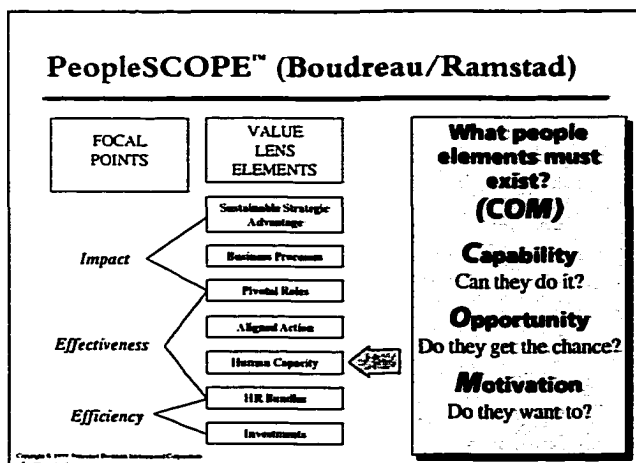 PeopleSCOPE™ (Boudreau/Ramstad)
FOCAL
POINTS
VALUE
LENS
ELEMENTS
Impact
Effectiveness
Efficiency
Sustainable Strategic
Advantage
Business Processes
Pivotal Roles
Aligned Action
Human Capacity
HR Bundles
Investments
What people
elements must
exist?
(COM)
Capability
Can they do it?
Opportunity
Do they get the chance?
Motivation
Do they want to?
Copyright ©